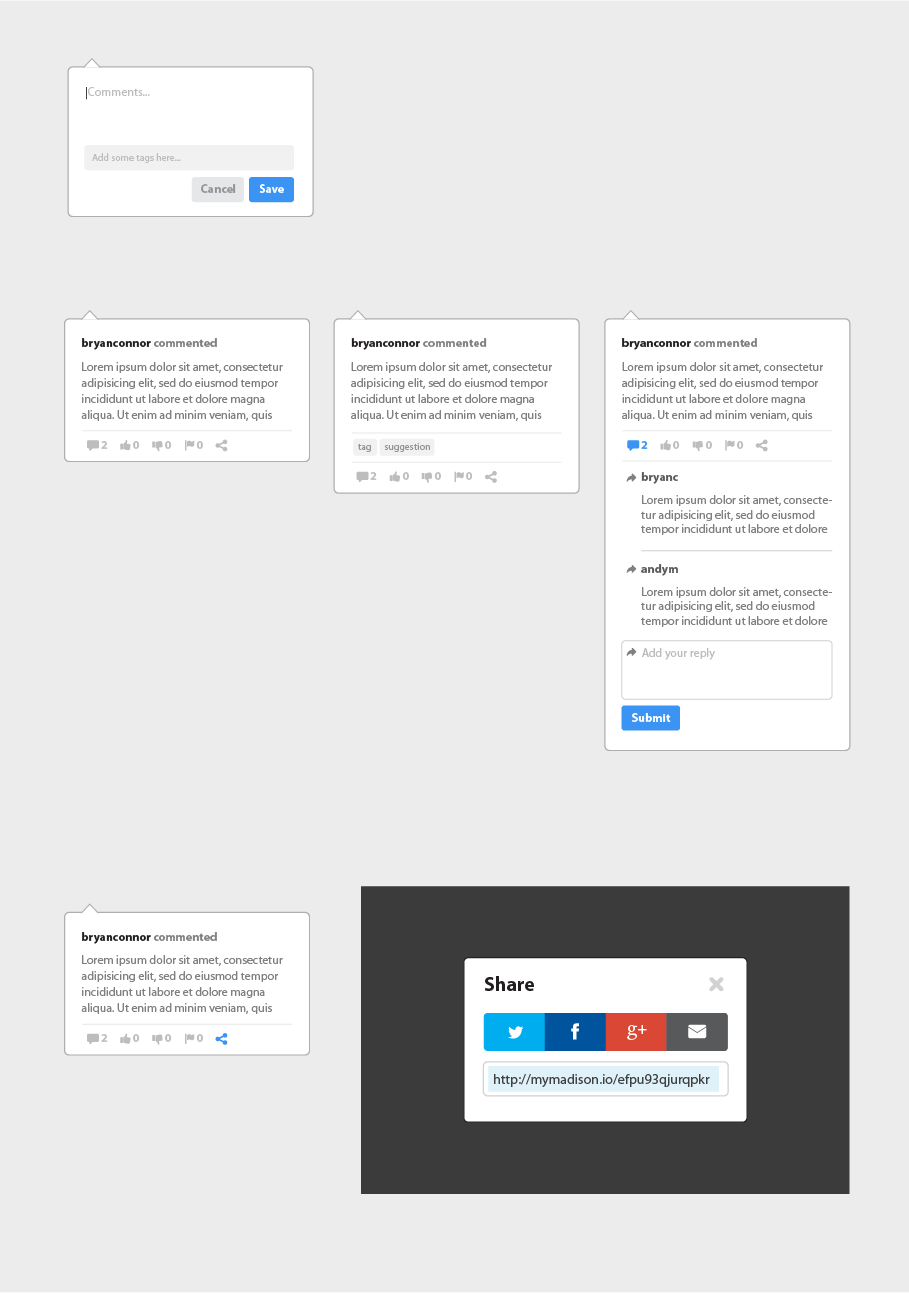 Comments...
Add some tags here...
Cancel Save
bryanconnor commented
Lorem ipsum dolor sit amet, consectetur
adipisicing elit, sed do eiusmod tempor
incididunt ut labore et dolore magna
aliqua. Ut enim ad minim veniam, quis
2 0 0 0
bryanconnor commented
Lorem ipsum dolor sit amet, consectetur
adipisicing elit, sed do eiusmod tempor
incididunt ut labore et dolore magna
aliqua. Ut enim ad minim veniam, quis
tag suggestion
2 0 0 0
bryanconnor commented
Lorem ipsum dolor sit amet, consectetur
adipisicing elit, sed do eiusmod tempor
incididunt ut labore et dolore magna
aliqua. Ut enim ad minim veniam, quis
2 0 0 0
bryanc
Lorem ipsum dolor sit amet, consecte-
tur adipisicing elit, sed do eiusmod
tempor incididunt ut labore et dolore
andym
Lorem ipsum dolor sit amet, consecte-
tur adipisicing elit, sed do eiusmod
tempor incididunt ut labore et dolore
Add your reply
Submit
bryanconnor commented
Lorem ipsum dolor sit amet, consectetur
adipisicing elit, sed do eiusmod tempor
incididunt ut labore et dolore magna
aliqua. Ut enim ad minim veniam, quis
2 0 0 0
Share
f g+
http://mymadison.io/efpu93qjurqpkr